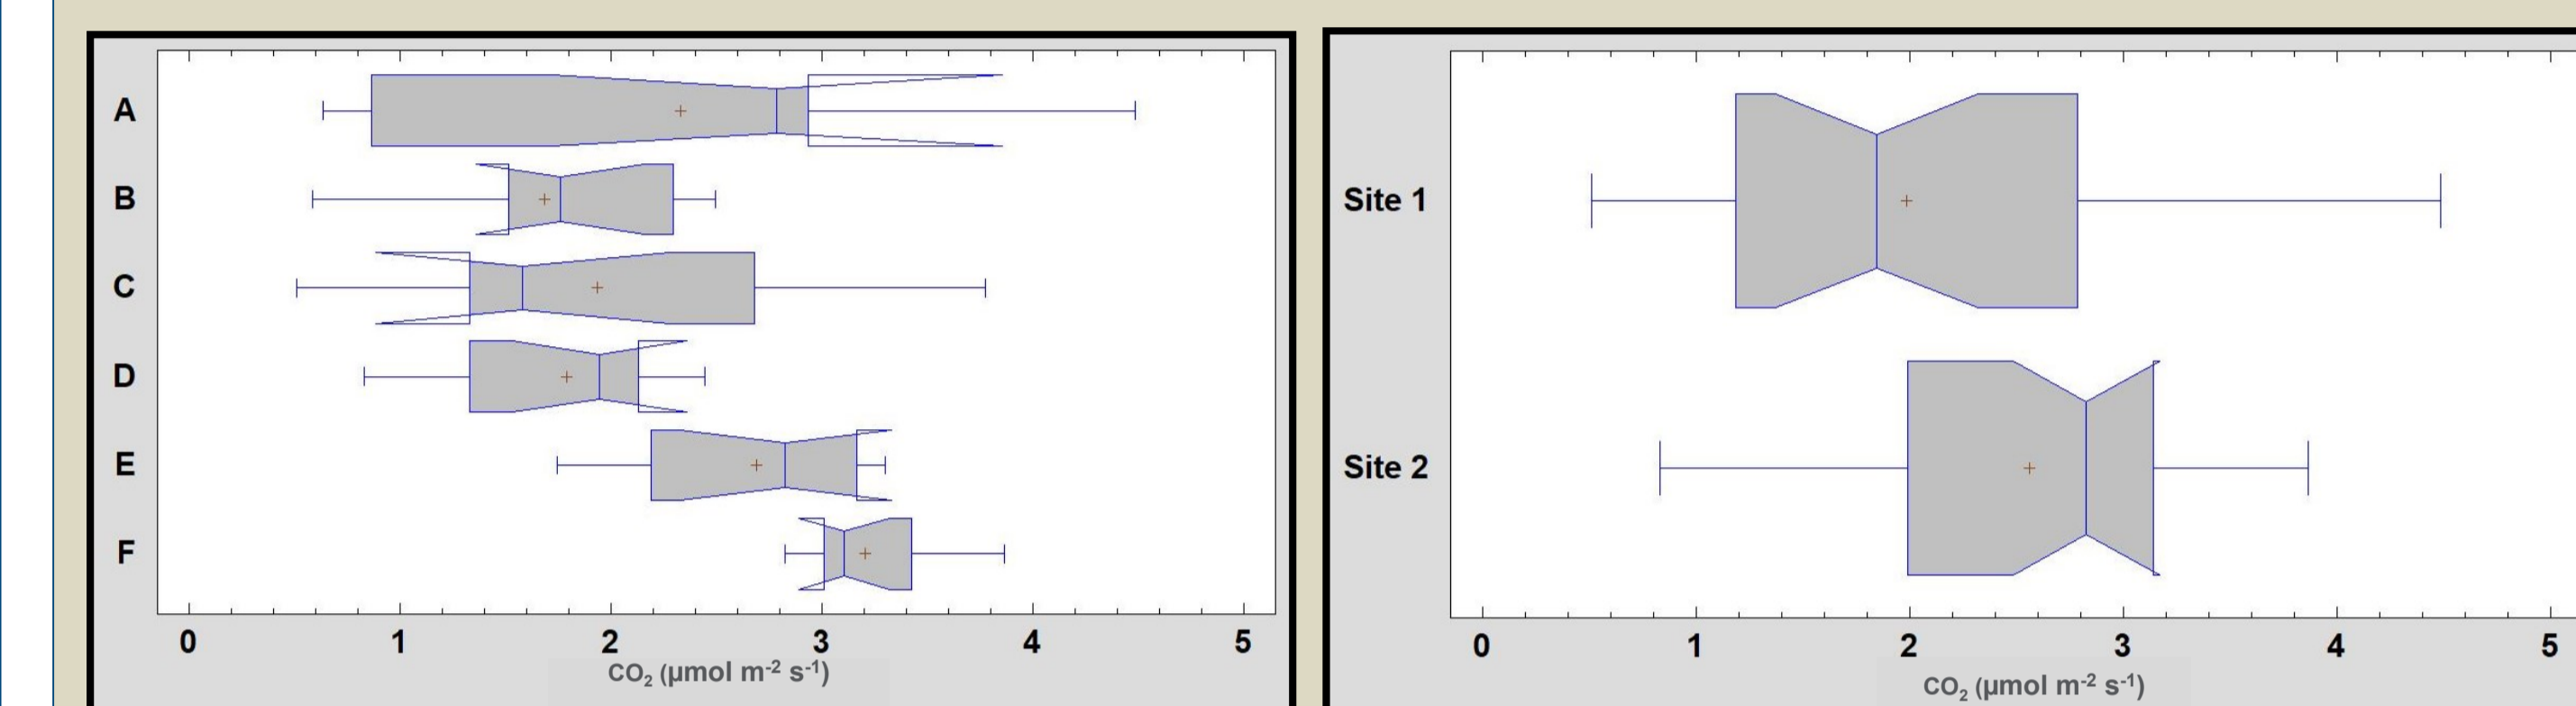 A
B
C
D
E
F
0 1 2 3 4 5
CO₂ (µmol m⁻² s⁻¹)
Site 1
Site 2
0 1 2 3 4 5
CO₂ (µmol m⁻² s⁻¹)